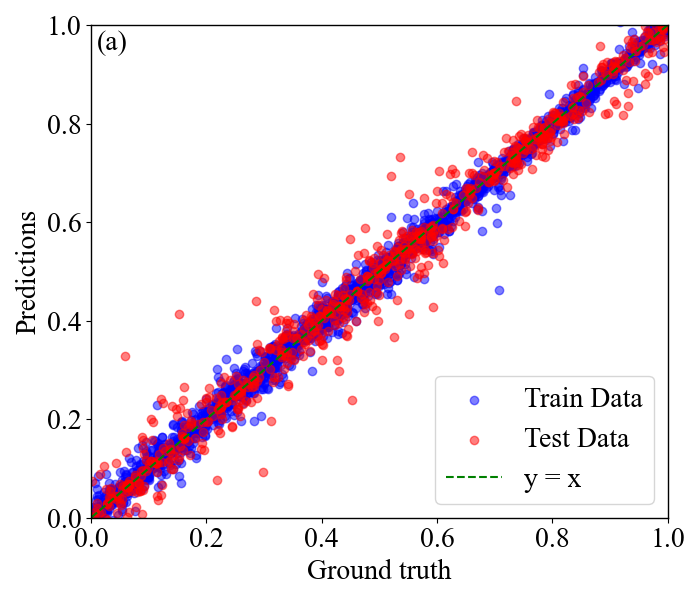 (a)
1.0
0.8
0.6
0.4
0.2
0.0
Predictions
Train Data
Test Data
y = x
0.0 0.2 0.4 0.6 0.8 1.0
Ground truth